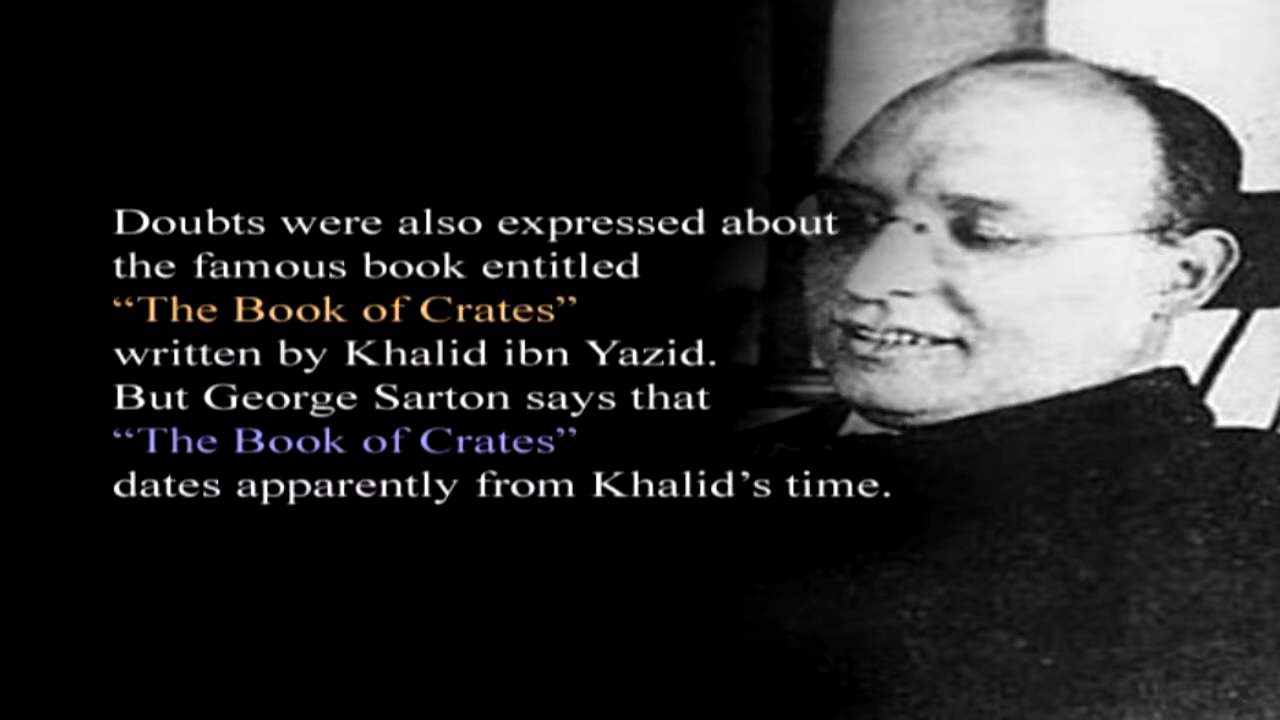 Doubts were also expressed about
the famous book entitled
“The Book of Crates”
written by Khalid ibn Yazid.
But George Sarton says that
“The Book of Crates”
dates apparently from Khalid’s time.